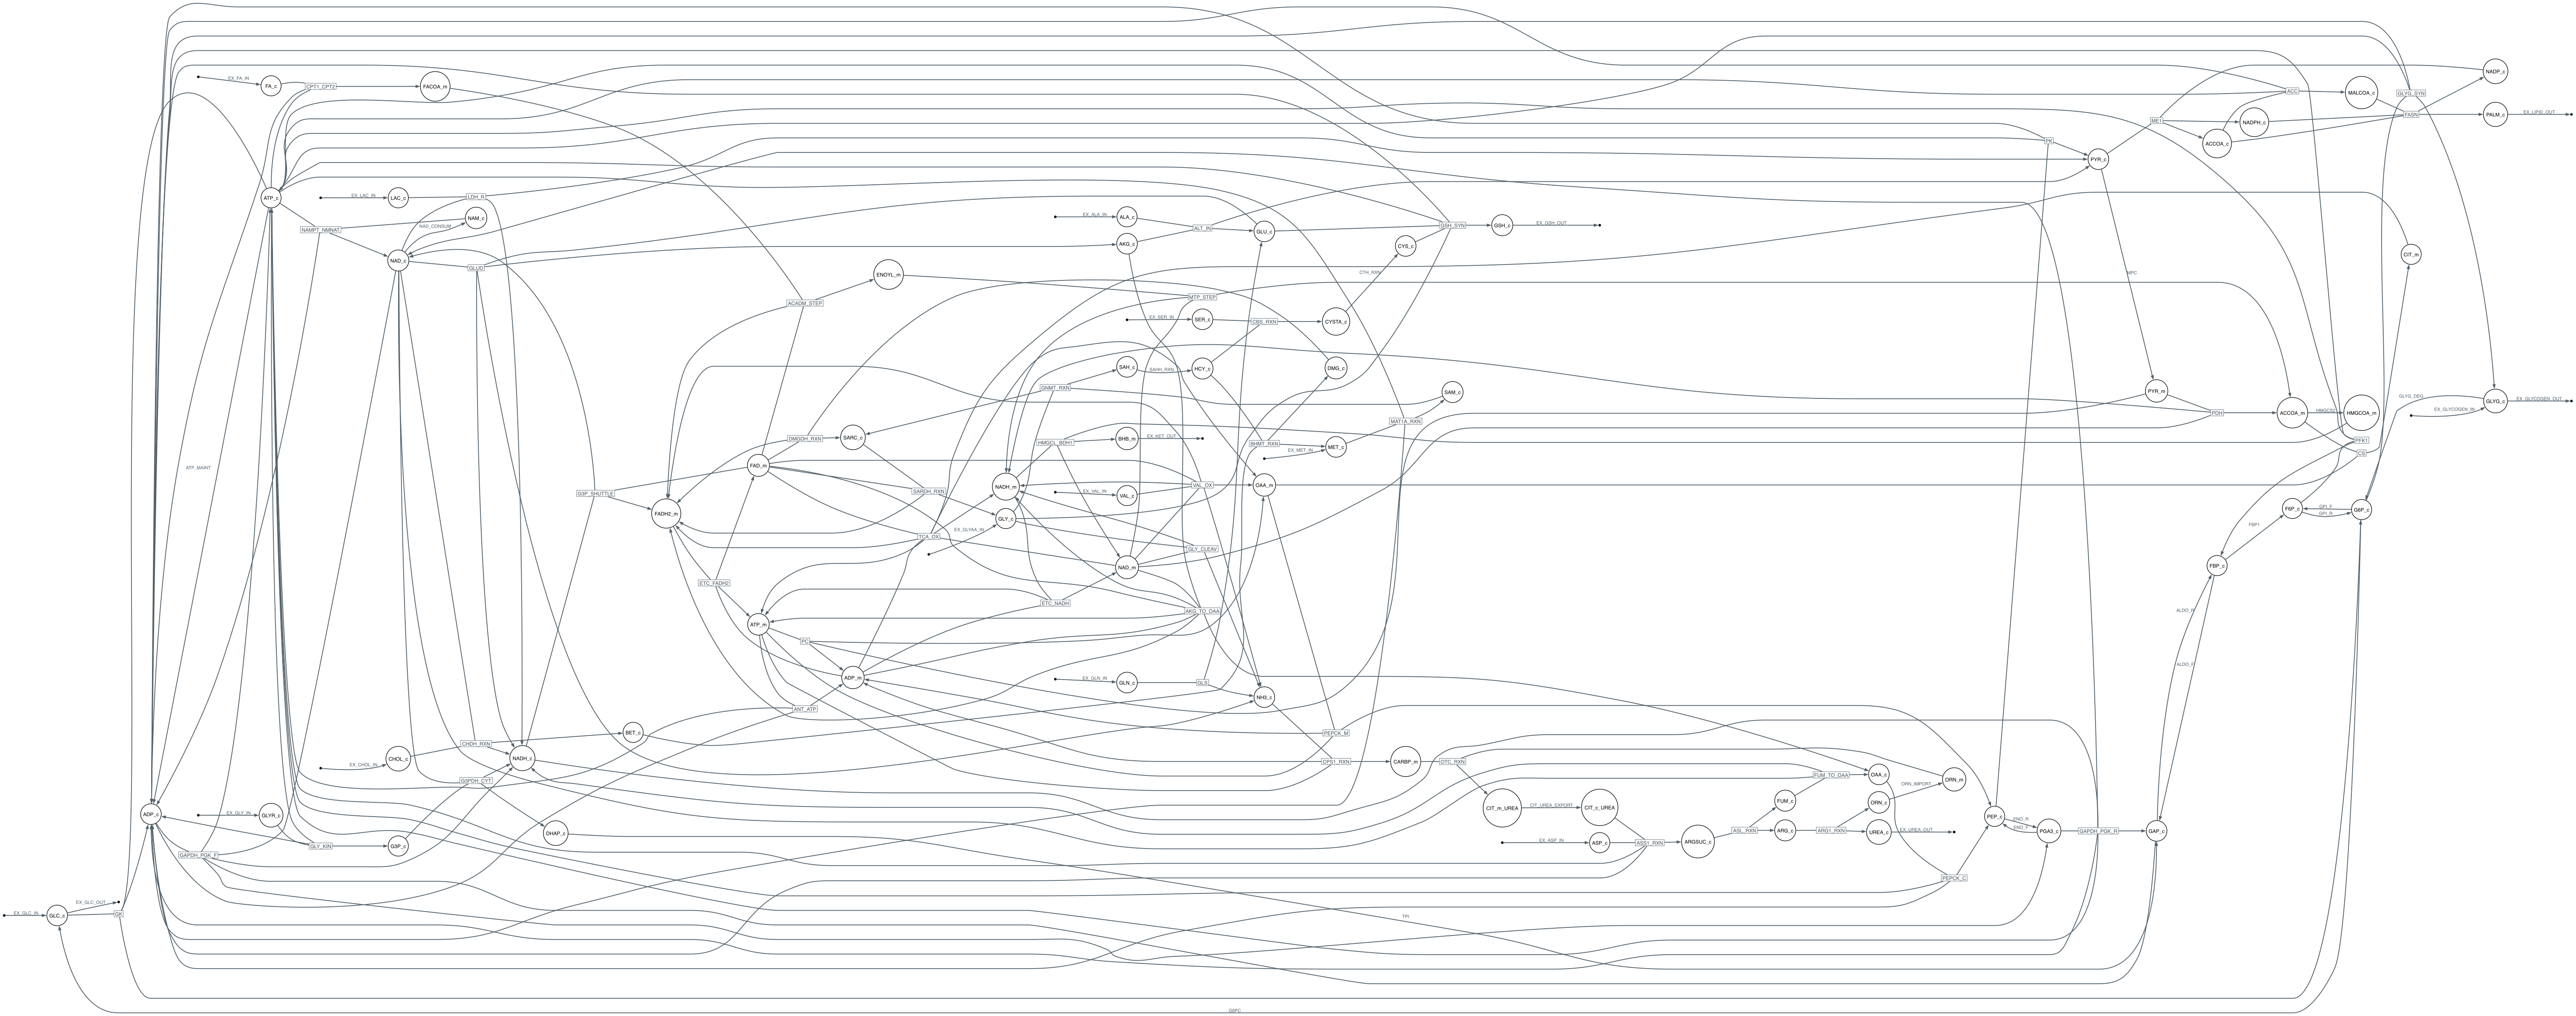 EX_FA_IN
FA_c
CPT1_CPT2
FACOA_m
ACC
MALCOA_c
GLYG_SYN
NADP_c
FASN
PALM_c
EX_LIPID_OUT
ME1
NADPH_c
ACCOA_c
PK
PYR_c
ATP_c
EX_LAC_IN
LAC_c
LDH_R
NAM_c
NAD_CONSUM
NAMPT_NMNAT
NAD_c
GLUD
EX_ALA_IN
ALA_c
ALT_IN
GLU_c
AKG_c
GSH_SYN
GSH_c
EX_GSH_OUT
CYS_c
CTH_RXN
CIT_m
MPC
ENOYL_m
MTP_STEP
ACADM_STEP
EX_SER_IN
SER_c
CBS_RXN
CYSTA_c
SAH_c
SAHH_RXN
HCY_c
DMG_c
GNMT_RXN
SAM_c
MAT1A_RXN
PYR_m
PDH
ACCOA_m
HMGCS2
HMGCOA_m
GLYG_DEG
GLYG_c
EX_GLYCOGEN_OUT
EX_GLYCOGEN_IN
DMGDH_RXN
SARC_c
HMGCL_BDH1
BHB_m
EX_KET_OUT
BHMT_RXN
MET_c
EX_MET_IN
PFK1
CS
ATP_MAINT
FAD_m
G3P_SHUTTLE
FADH2_m
SARDH_RXN
NADH_m
EX_VAL_IN
VAL_c
VAL_OX
OAA_m
GLY_c
EX_GLYAA_IN
TCA_OX
GLY_CLEAV
NAD_m
F6P_c
GPI_F
GPI_R
G6P_c
FBP1
FBP_c
ETC_FADH2
ETC_NADH
AKG_TO_OAA
ATP_m
PC
ALDO_R
ALDO_F
ADP_m
EX_GLN_IN
GLN_c
GLS
NH3_c
ANT_ATP
BET_c
PEPCK_M
CHDH_RXN
CHOL_c
EX_CHOL_IN
NADH_c
CPS1_RXN
CARBP_m
OTC_RXN
FUM_TO_OAA
OAA_c
ORN_m
ORN_IMPORT
G3PDH_CYT
CIT_m_UREA
CIT_UREA_EXPORT
CIT_c_UREA
FUM_c
ORN_c
ADP_c
EX_GLY_IN
GLYR_c
DHAP_c
PEP_c
ENO_R
ENO_F
PGA3_c
GAPDH_PGK_R
GAP_c
ASL_RXN
ARG_c
ARG1_RXN
UREA_c
EX_UREA_OUT
EX_ASP_IN
ASP_c
ASS1_RXN
ARGSUC_c
GAPDH_PGK_F
GLY_KIN
G3P_c
PEPCK_C
EX_GLC_IN
GLC_c
EX_GLC_OUT
GK
TPI
G6PC